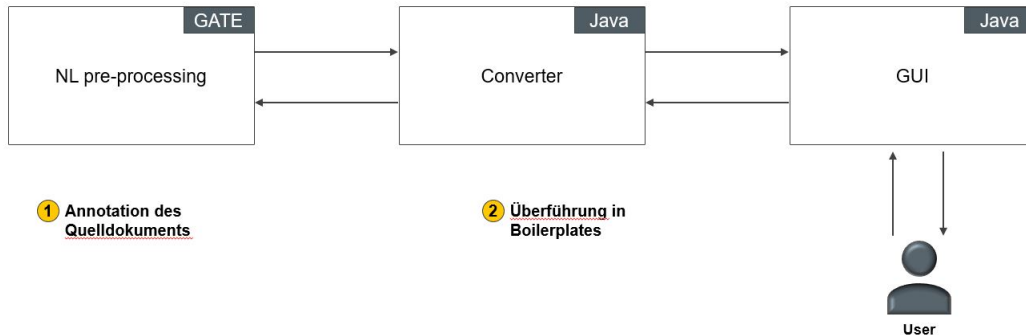 GATE
NL pre-processing
Java
Converter
Java
GUI
1 Annotation des
Quelldokuments
2 Überführung in
Boilerplates
User